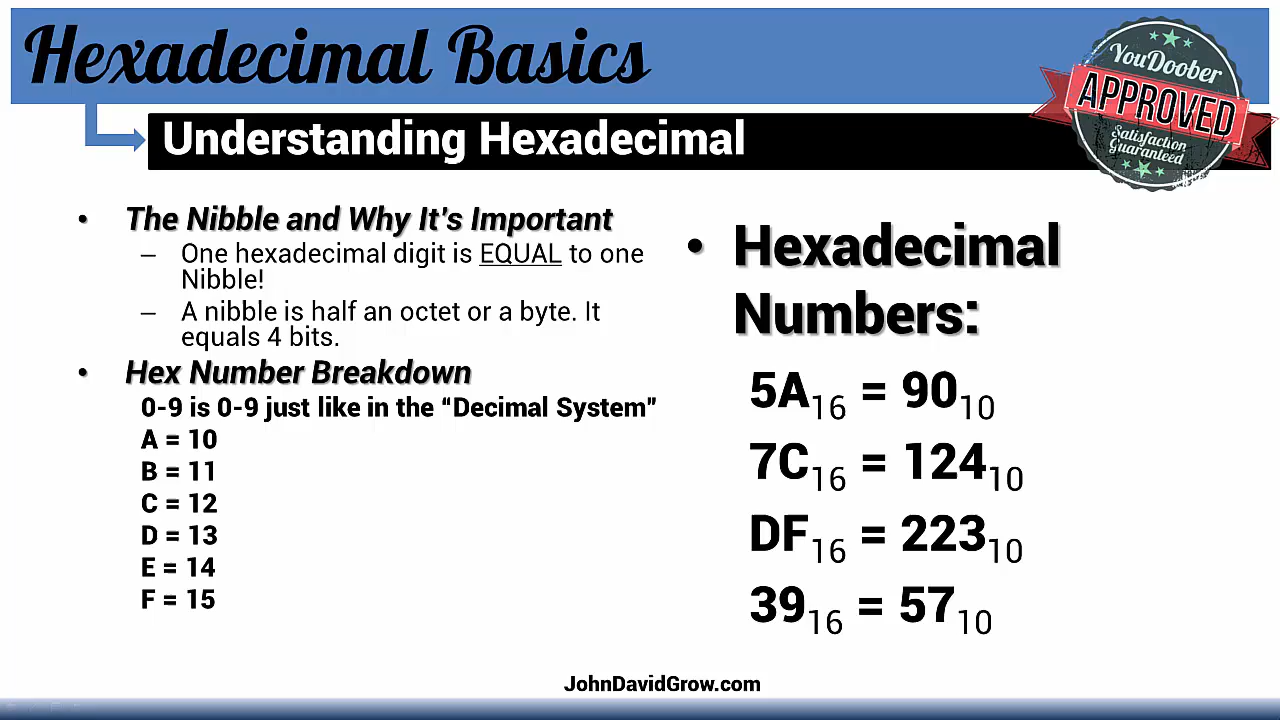 Hexadecimal Basics
YouDoober
APPROVED
Satisfaction
Guaranteed
Understanding Hexadecimal
• The Nibble and Why It's Important
– One hexadecimal digit is EQUAL to one
Nibble!
– A nibble is half an octet or a byte. It
equals 4 bits.
• Hex Number Breakdown
0-9 is 0-9 just like in the “Decimal System”
A = 10
B = 11
C = 12
D = 13
E = 14
F = 15
• Hexadecimal
Numbers:
5A16 = 9010
7C16 = 12410
DF16 = 22310
3916 = 5710
JohnDavidGrow.com